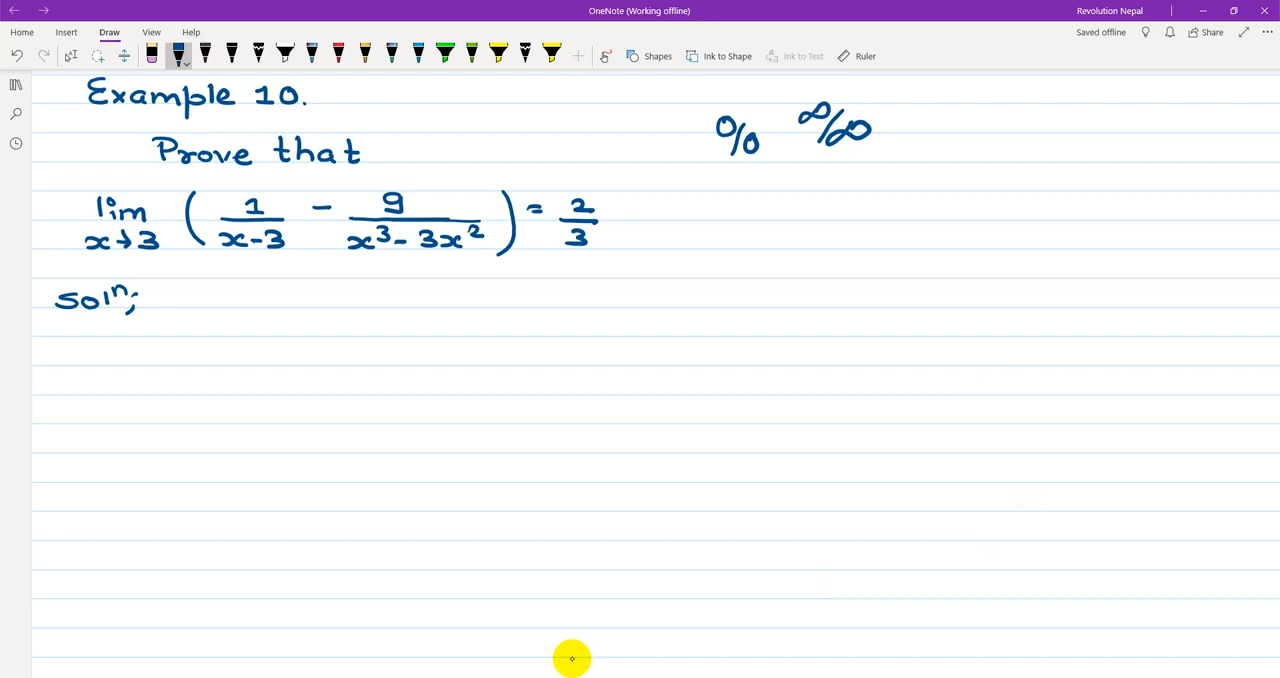 OneNote (Working offline)
Revolution Nepal
Home Insert Draw View Help
Saved offline Share
Shapes Ink to Shape Ink to Text Ruler
Example 10.
0/0 ∞/∞
Prove that
lim x→3 ( 1/(x-3) - 9/(x³-3x²) ) = 2/3
Solⁿ;